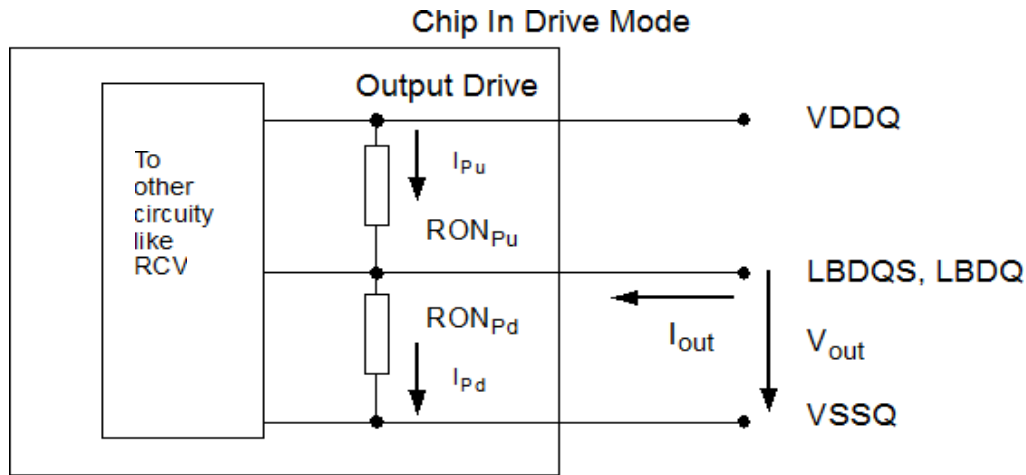 Chip In Drive Mode
Output Drive
VDDQ
To
other
circuity
like
RCV
IPu
RONPu
LBDQS, LBDQ
RONPd
Iout
Vout
IPd
VSSQ